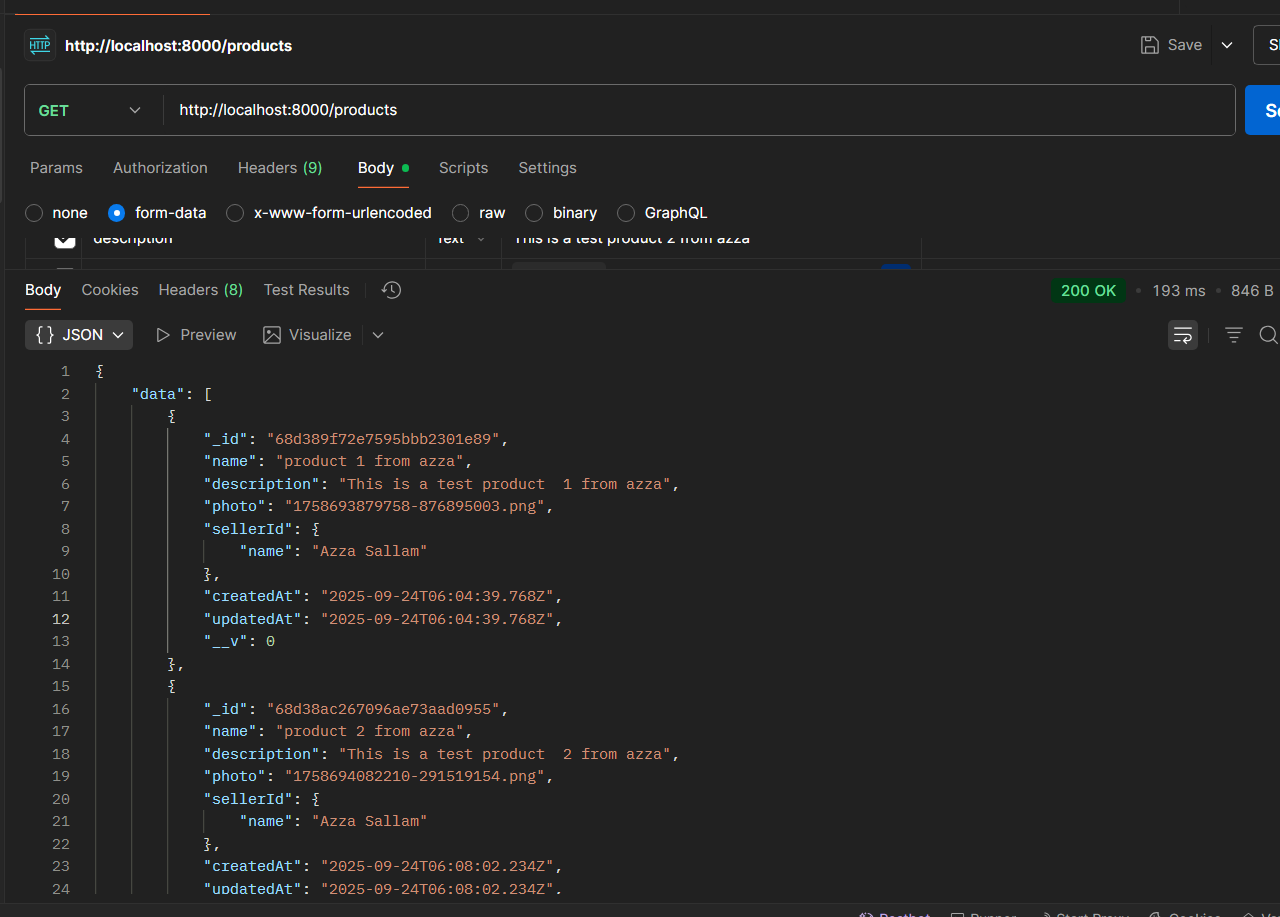 HTTP http://localhost:8000/products Save
GET http://localhost:8000/products
Params Authorization Headers (9) Body Scripts Settings
none form-data x-www-form-urlencoded raw binary GraphQL
description Text This is a test product 2 from azza
Body Cookies Headers (8) Test Results 200 OK 193 ms 846 B
{} JSON Preview Visualize
1 {
2 "data": [
3 {
4 "_id": "68d389f72e7595bbb2301e89",
5 "name": "product 1 from azza",
6 "description": "This is a test product  1 from azza",
7 "photo": "1758693879758-876895003.png",
8 "sellerId": {
9 "name": "Azza Sallam"
10 },
11 "createdAt": "2025-09-24T06:04:39.768Z",
12 "updatedAt": "2025-09-24T06:04:39.768Z",
13 "__v": 0
14 },
15 {
16 "_id": "68d38ac267096ae73aad0955",
17 "name": "product 2 from azza",
18 "description": "This is a test product  2 from azza",
19 "photo": "1758694082210-291519154.png",
20 "sellerId": {
21 "name": "Azza Sallam"
22 },
23 "createdAt": "2025-09-24T06:08:02.234Z",
24 "updatedAt": "2025-09-24T06:08:02.234Z",
Postbot Runner Start Proxy Cookies